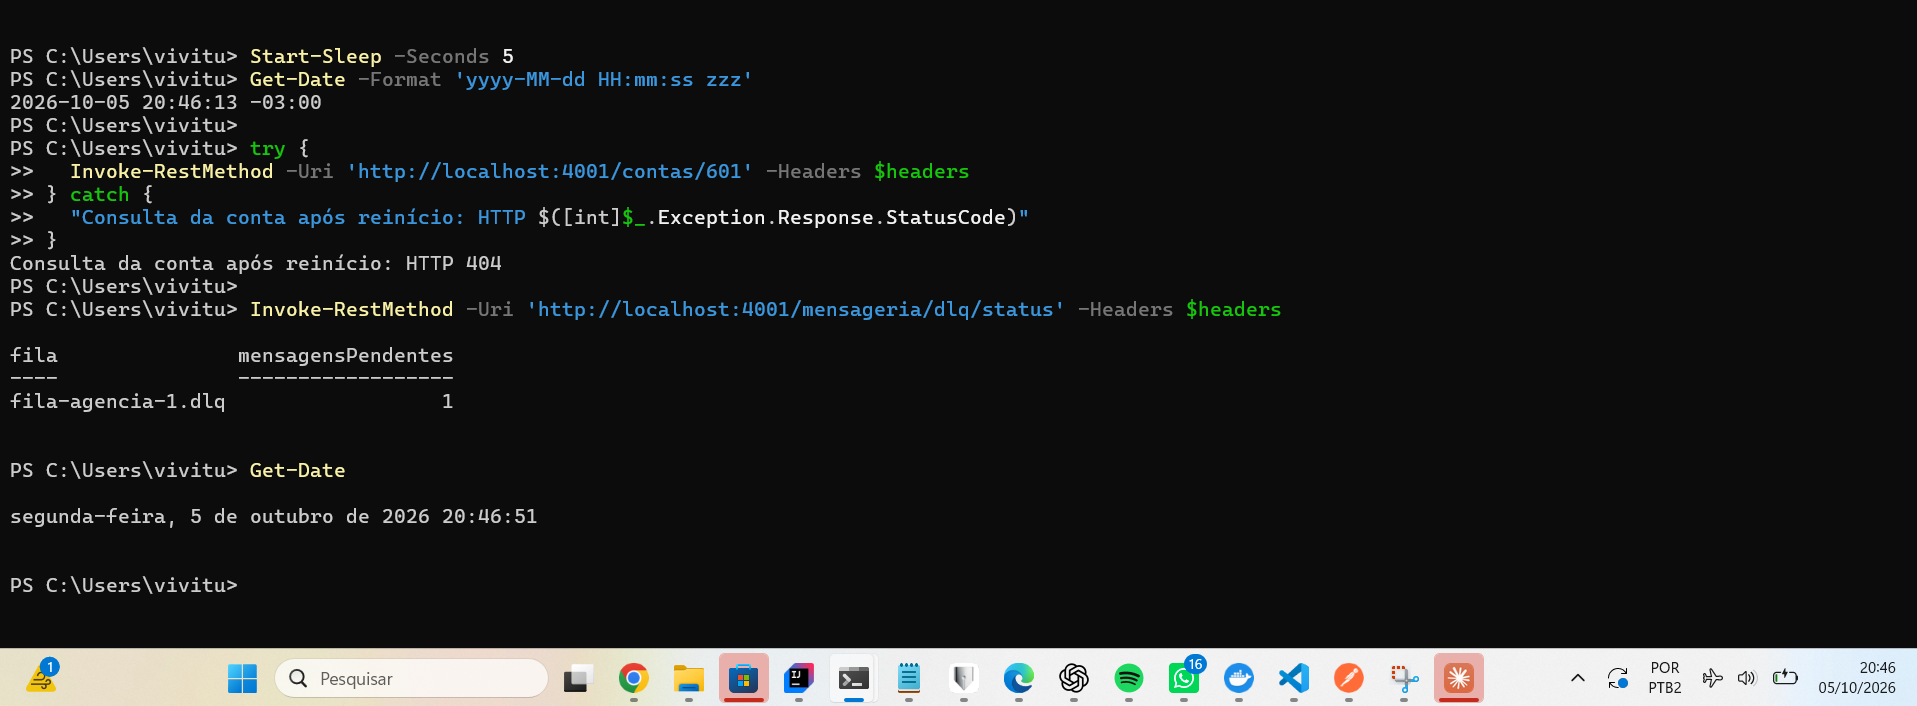 PS C:\Users\vivitu> Start-Sleep -Seconds 5
PS C:\Users\vivitu> Get-Date -Format 'yyyy-MM-dd HH:mm:ss zzz'
2026-10-05 20:46:13 -03:00
PS C:\Users\vivitu>
PS C:\Users\vivitu> try {
>>   Invoke-RestMethod -Uri 'http://localhost:4001/contas/601' -Headers $headers
>> } catch {
>>   "Consulta da conta após reinício: HTTP $([int]$_.Exception.Response.StatusCode)"
>> }
Consulta da conta após reinício: HTTP 404
PS C:\Users\vivitu>
PS C:\Users\vivitu> Invoke-RestMethod -Uri 'http://localhost:4001/mensageria/dlq/status' -Headers $headers
fila               mensagensPendentes
----               ------------------
fila-agencia-1.dlq                  1
PS C:\Users\vivitu> Get-Date
segunda-feira, 5 de outubro de 2026 20:46:51
PS C:\Users\vivitu>
1
Pesquisar
IJ
16
POR
PTB2
20:46
05/10/2026